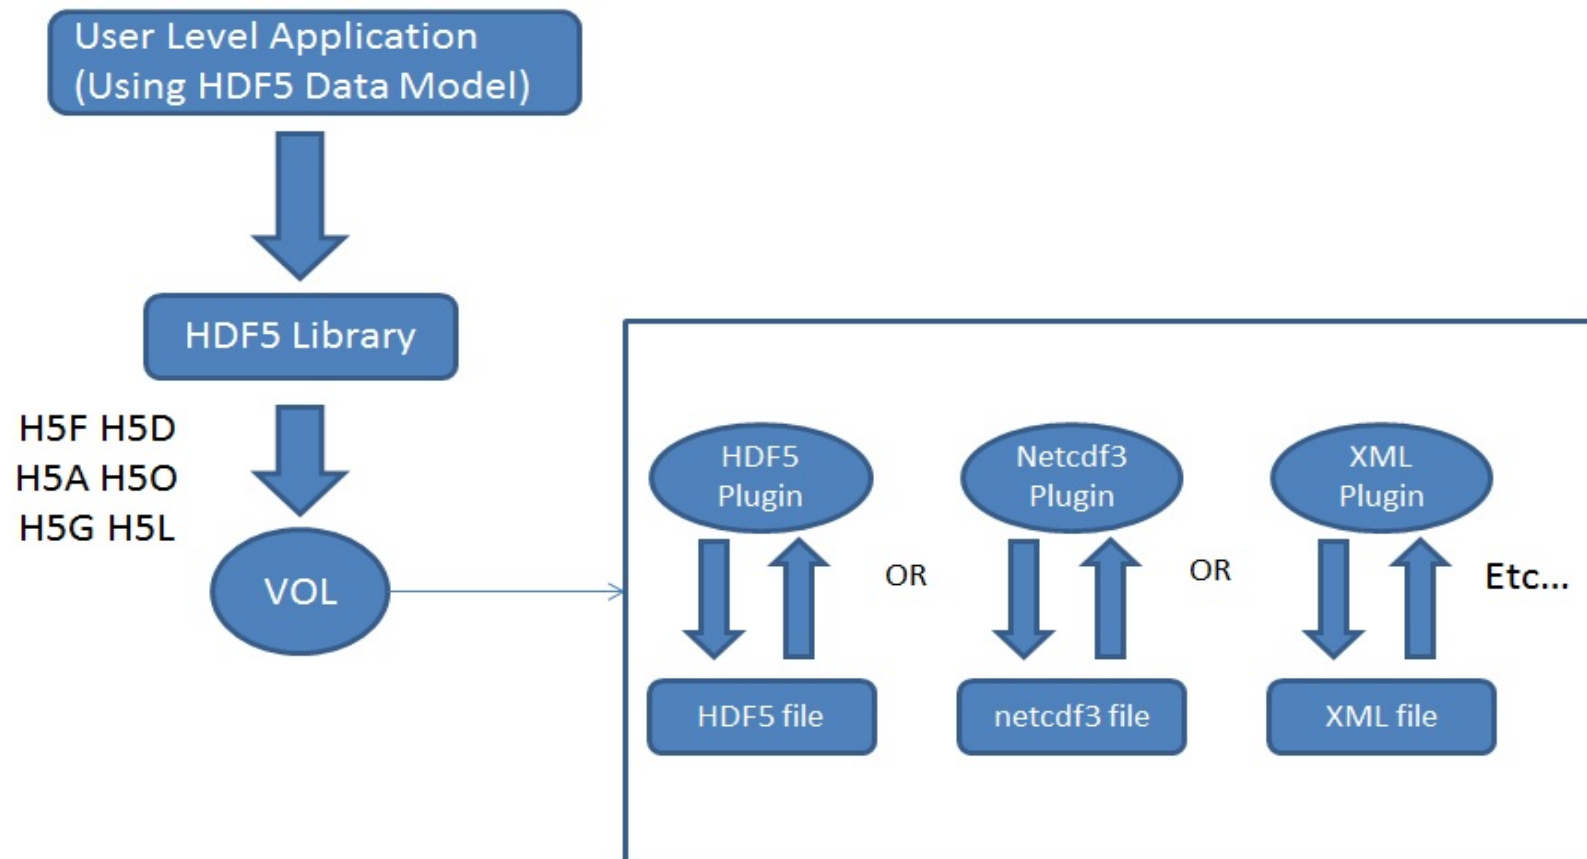 User Level Application
(Using HDF5 Data Model)
HDF5 Library
H5F H5D
H5A H5O
H5G H5L
VOL
HDF5
Plugin
OR
Netcdf3
Plugin
OR
XML
Plugin
Etc...
HDF5 file
netcdf3 file
XML file